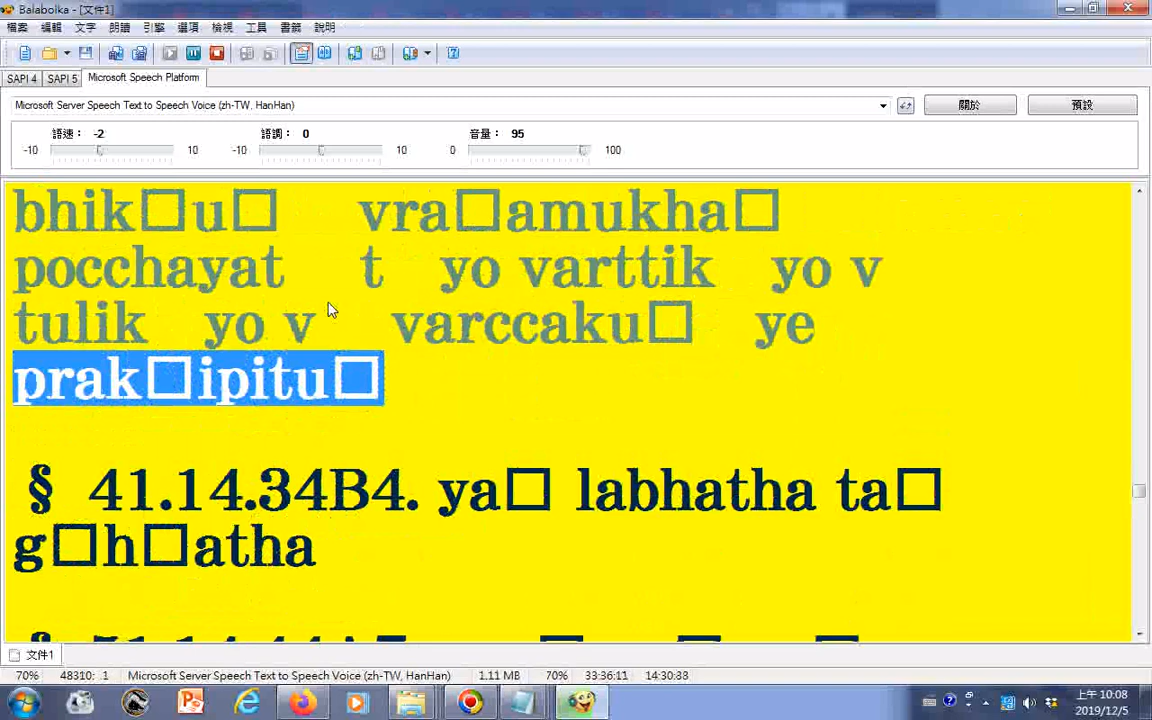 Balabolka - [文件1]
檔案 編輯 文字 朗讀 引擎 選項 檢視 工具 書籤 說明
SAPI 4 SAPI 5 Microsoft Speech Platform
Microsoft Server Speech Text to Speech Voice (zh-TW, HanHan) 關於 預設
語速： -2 語調： 0 音量： 95
-10 10 -10 10 0 100
bhik□u□ vra□amukha□
pocchayat t yo varttik yo v
tulik yo v varccaku□ ye
prak□ipitu□
§ 41.14.34B4. ya□ labhatha ta□
g□h□atha
文件1
70% 48310: 1 Microsoft Server Speech Text to Speech Voice (zh-TW, HanHan) 1.11 MB 70% 33:36:11 14:30:33
上午 10:08
2019/12/5